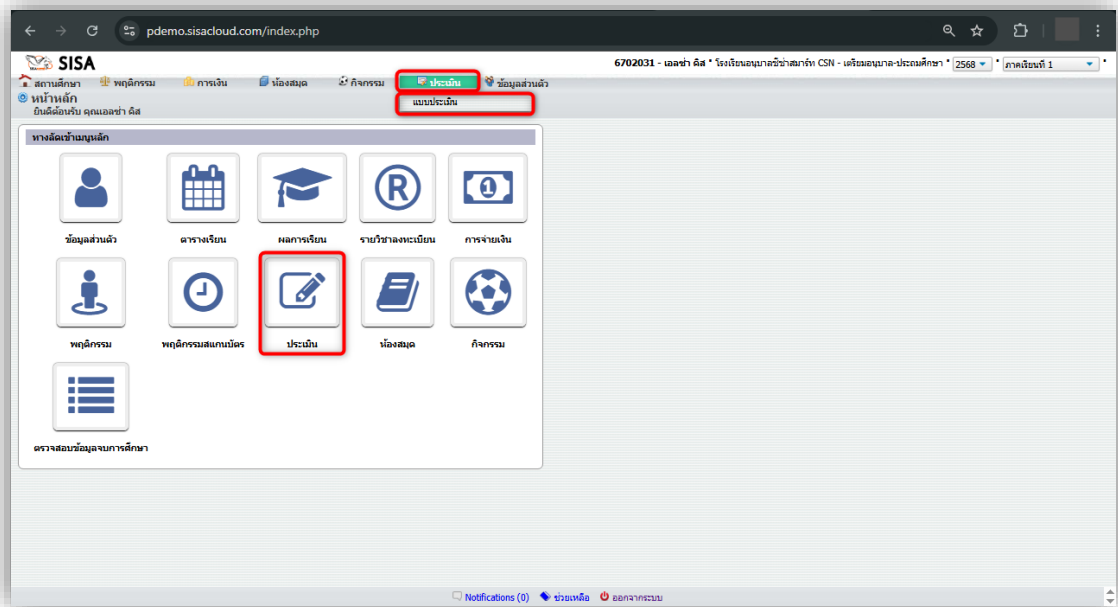 pdemo.sisacloud.com/index.php
SISA
6702031 - เอลซ่า ดิส * โรงเรียนอนุบาลชัชาสมาร์ท CSN - เตรียมอนุบาล-ประถมศึกษา * 2568 * ภาคเรียนที่ 1 *
สถานศึกษา พฤติกรรม การเงิน ห้องสมุด กิจกรรม ประเมิน ข้อมูลส่วนตัว
หน้าหลัก
แบบประเมิน
ยินดีต้อนรับ คุณเอลซ่า ดิส
ทางลัดเข้าเมนูหลัก
ข้อมูลส่วนตัว ตารางเรียน ผลการเรียน รายวิชาลงทะเบียน การจ่ายเงิน
พฤติกรรม พฤติกรรมสแกนบัตร ประเมิน ห้องสมุด กิจกรรม
ตรวจสอบข้อมูลจบการศึกษา
Notifications (0) ช่วยเหลือ ออกจากระบบ